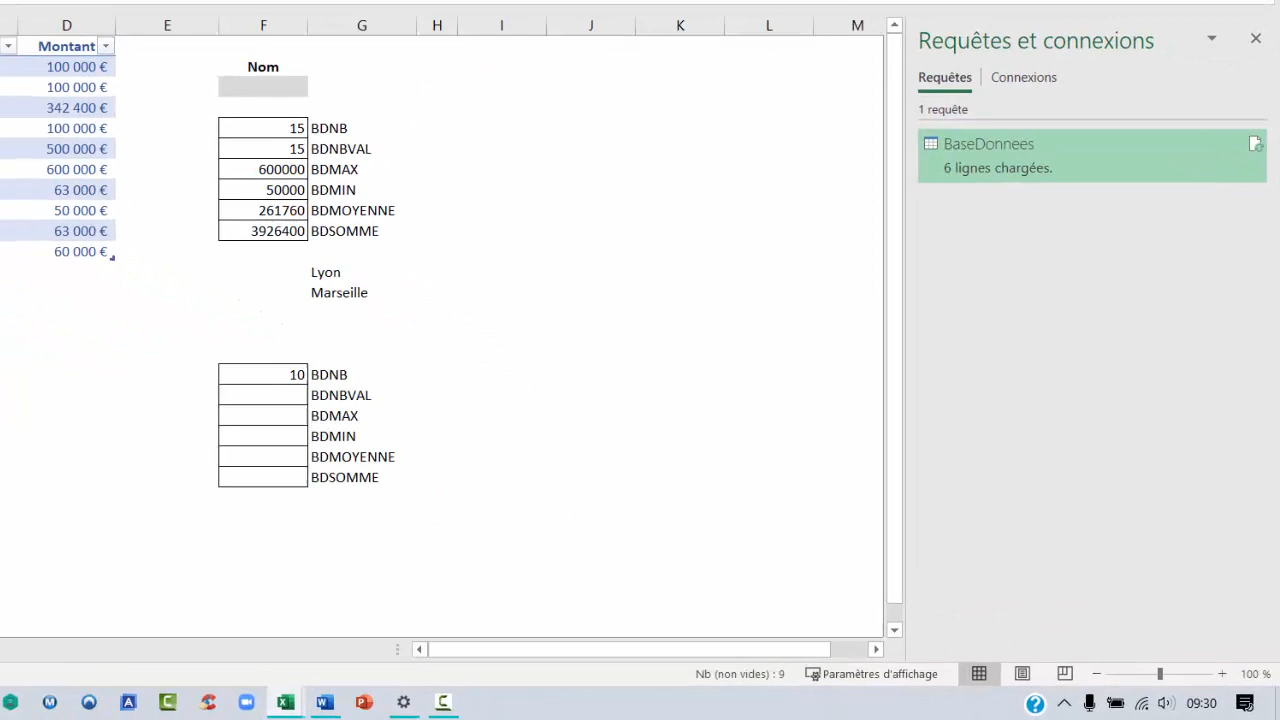 D E F G H I J K L M
Montant
100 000 €
100 000 €
342 400 €
100 000 €
500 000 €
600 000 €
63 000 €
50 000 €
63 000 €
60 000 €
Nom
15 BDNB
15 BDNBVAL
600000 BDMAX
50000 BDMIN
261760 BDMOYENNE
3926400 BDSOMME
Lyon
Marseille
10 BDNB
BDNBVAL
BDMAX
BDMIN
BDMOYENNE
BDSOMME
Requêtes et connexions
Requêtes Connexions
1 requête
BaseDonnees
6 lignes chargées.
Nb (non vides) : 9 Paramètres d'affichage 100 %
09:30